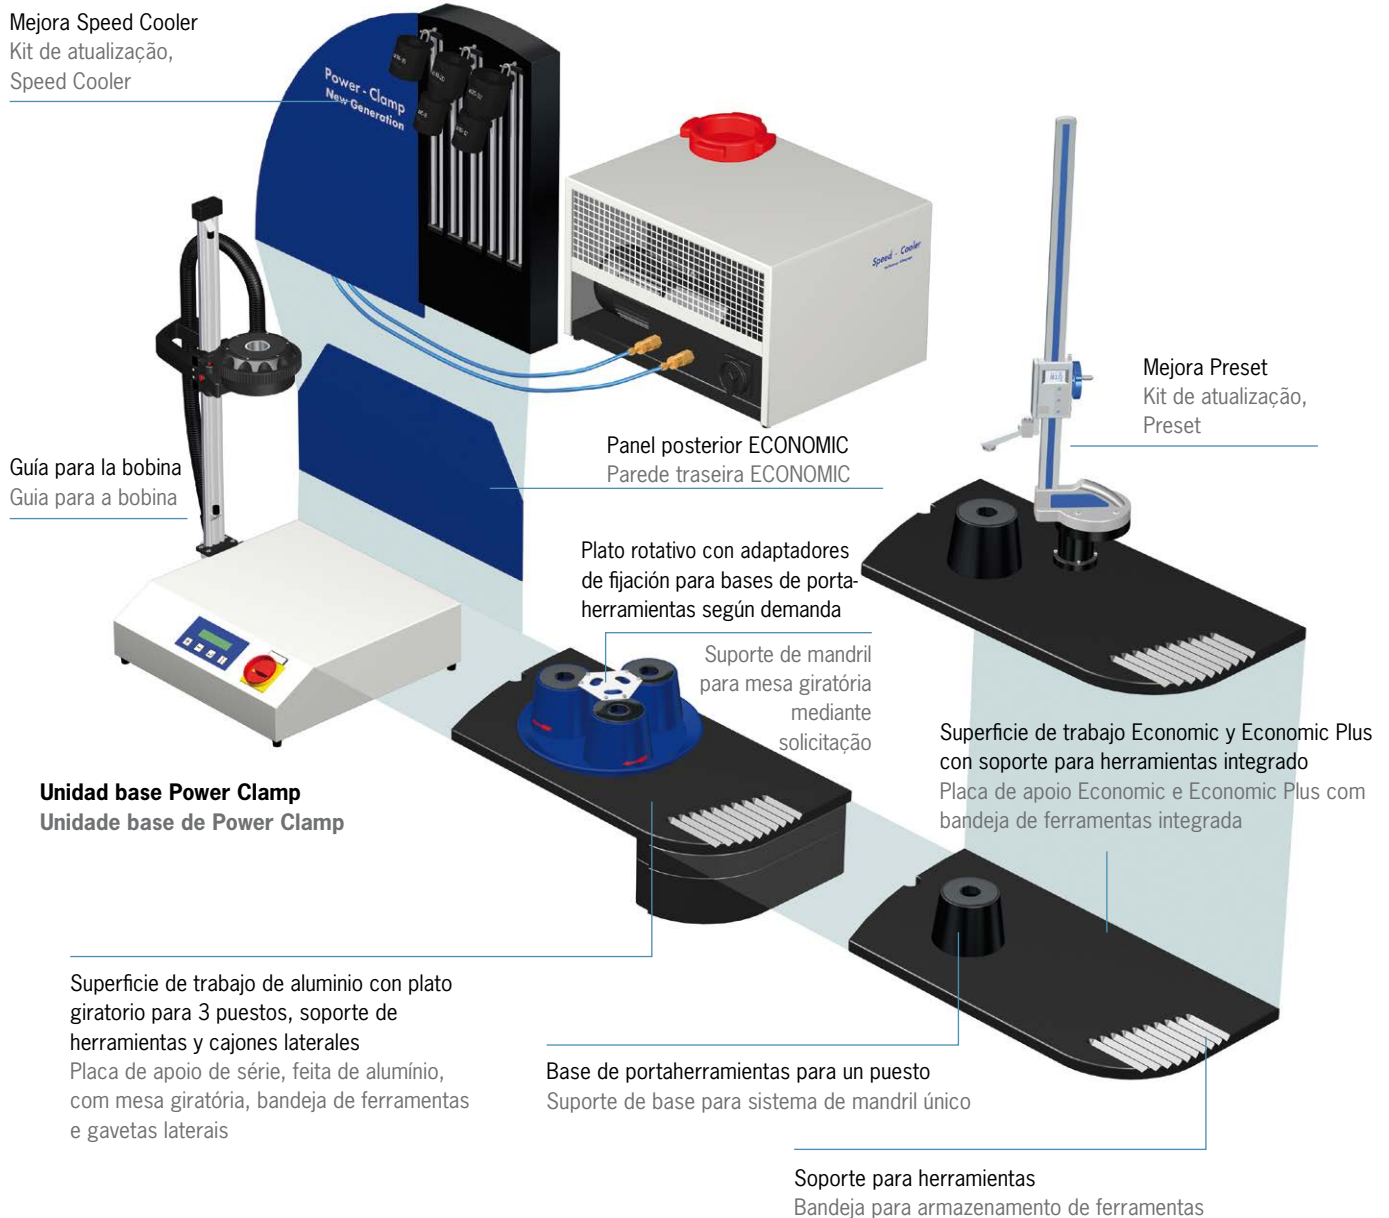 Mejora Speed Cooler
Kit de atualização,
Speed Cooler
Power - Clamp
New Generation
Speed - Cooler
Mejora Preset
Kit de atualização,
Preset
Guía para la bobina
Guia para a bobina
Panel posterior ECONOMIC
Parede traseira ECONOMIC
Plato rotativo con adaptadores
de fijación para bases de porta-
herramientas según demanda
Suporte de mandril
para mesa giratória
mediante
solicitação
Superficie de trabajo Economic y Economic Plus
con soporte para herramientas integrado
Placa de apoio Economic e Economic Plus com
bandeja de ferramentas integrada
Unidad base Power Clamp
Unidade base de Power Clamp
Superficie de trabajo de aluminio con plato
giratorio para 3 puestos, soporte de
herramientas y cajones laterales
Placa de apoio de série, feita de alumínio,
com mesa giratória, bandeja de ferramentas
e gavetas laterais
Base de portaherramientas para un puesto
Suporte de base para sistema de mandril único
Soporte para herramientas
Bandeja para armazenamento de ferramentas